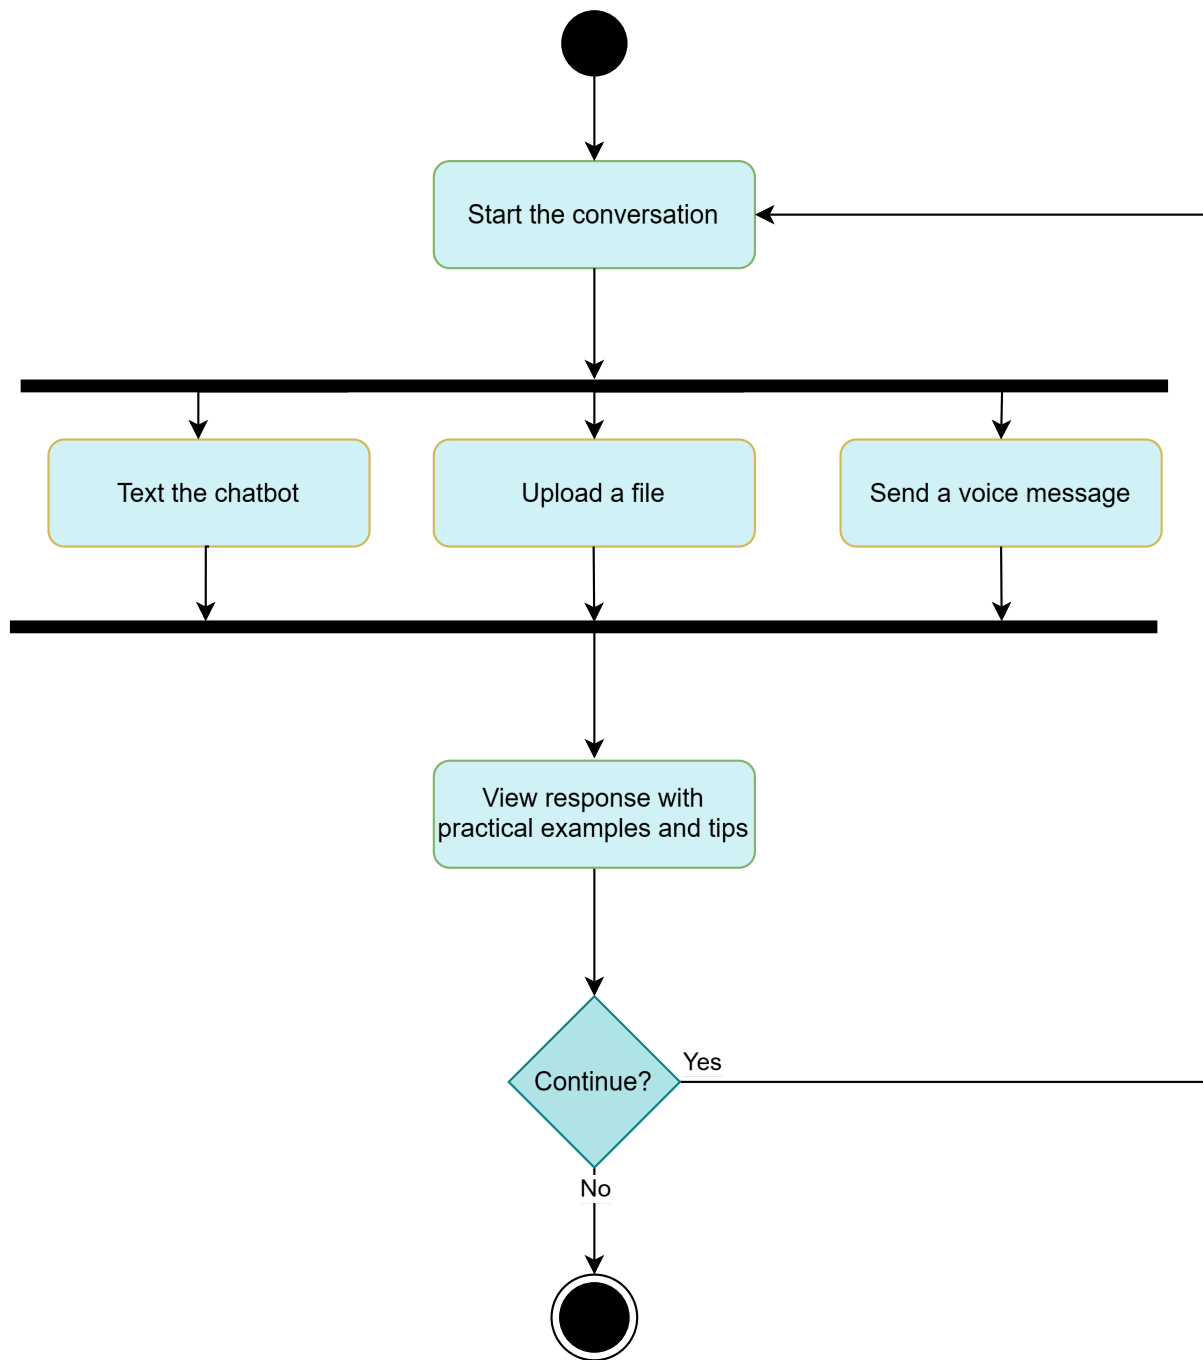 Start the conversation
Text the chatbot
Upload a file
Send a voice message
View response with
practical examples and tips
Continue?
Yes
No